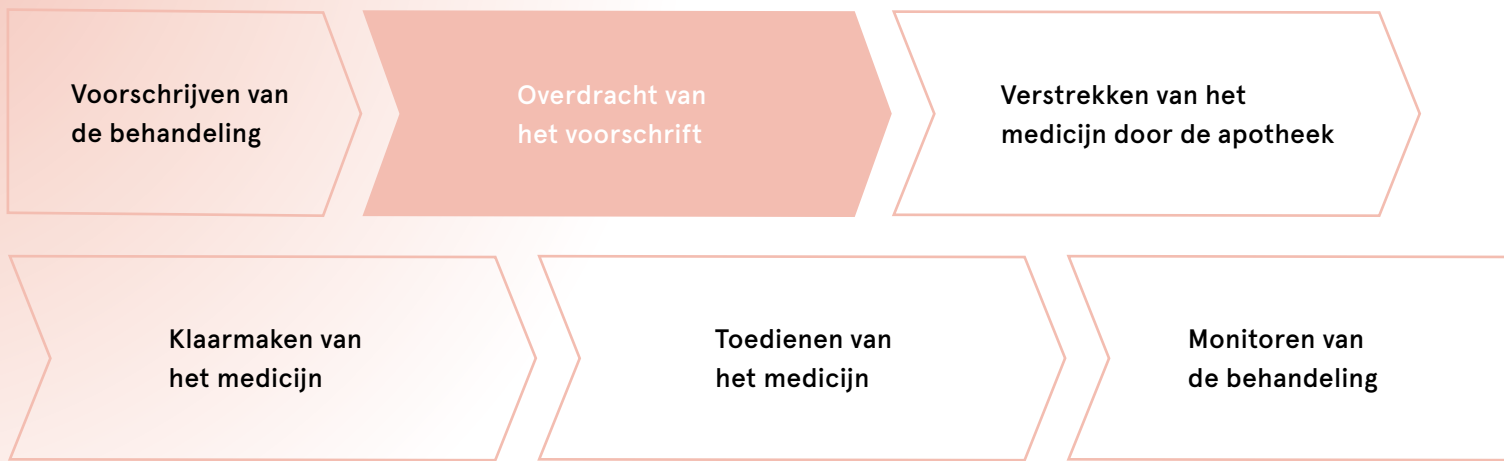 Voorschrijven van
de behandeling
Overdracht van
het voorschrift
Verstrekken van het
medicijn door de apotheek
Klaarmaken van
het medicijn
Toedienen van
het medicijn
Monitoren van
de behandeling